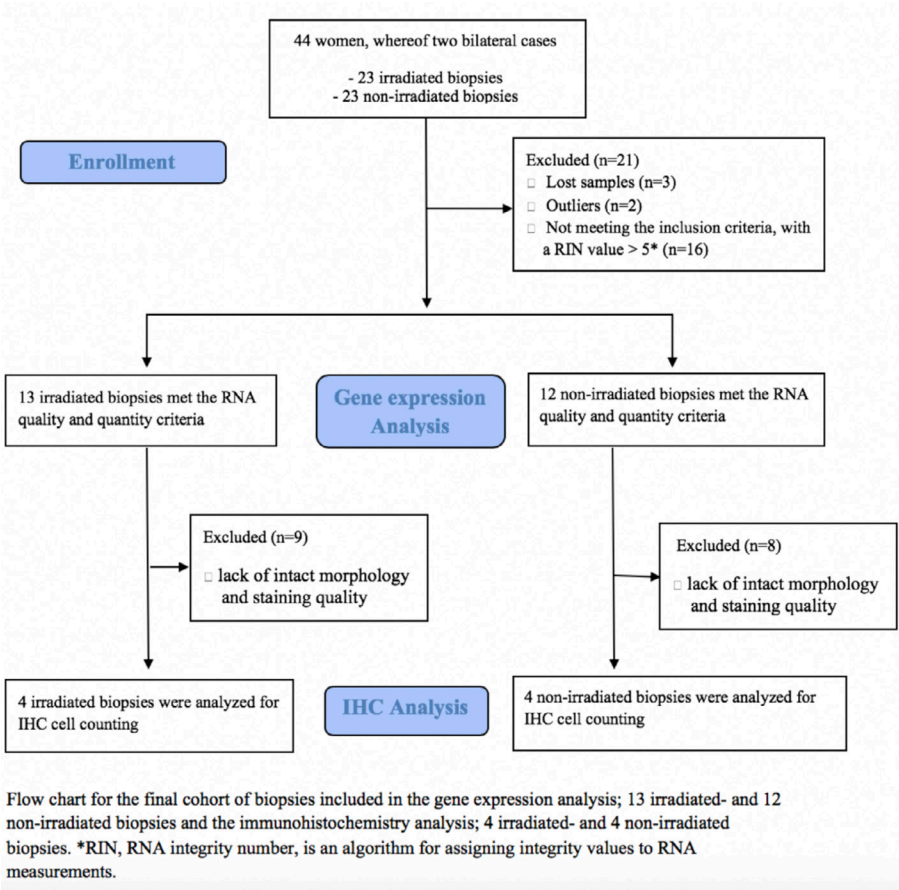 44 women, whereof two bilateral cases
- 23 irradiated biopsies
- 23 non-irradiated biopsies
Enrollment
Excluded (n=21)
□ Lost samples (n=3)
□ Outliers (n=2)
□ Not meeting the inclusion criteria, with
a RIN value > 5* (n=16)
13 irradiated biopsies met the RNA
quality and quantity criteria
Gene expression
Analysis
12 non-irradiated biopsies met the RNA
quality and quantity criteria
Excluded (n=9)
□ lack of intact morphology
and staining quality
Excluded (n=8)
□ lack of intact morphology
and staining quality
4 irradiated biopsies were analyzed for
IHC cell counting
IHC Analysis
4 non-irradiated biopsies were analyzed for
IHC cell counting
Flow chart for the final cohort of biopsies included in the gene expression analysis; 13 irradiated- and 12
non-irradiated biopsies and the immunohistochemistry analysis; 4 irradiated- and 4 non-irradiated
biopsies. *RIN, RNA integrity number, is an algorithm for assigning integrity values to RNA
measurements.